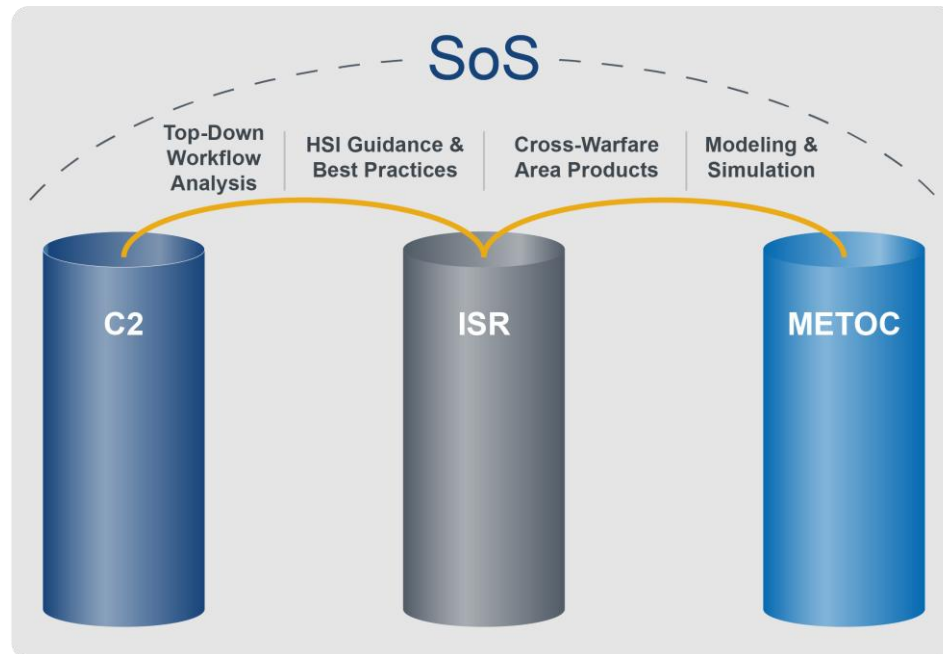 SoS
Top-Down
Workflow
Analysis
HSI Guidance &
Best Practices
Cross-Warfare
Area Products
Modeling &
Simulation
C2
ISR
METOC